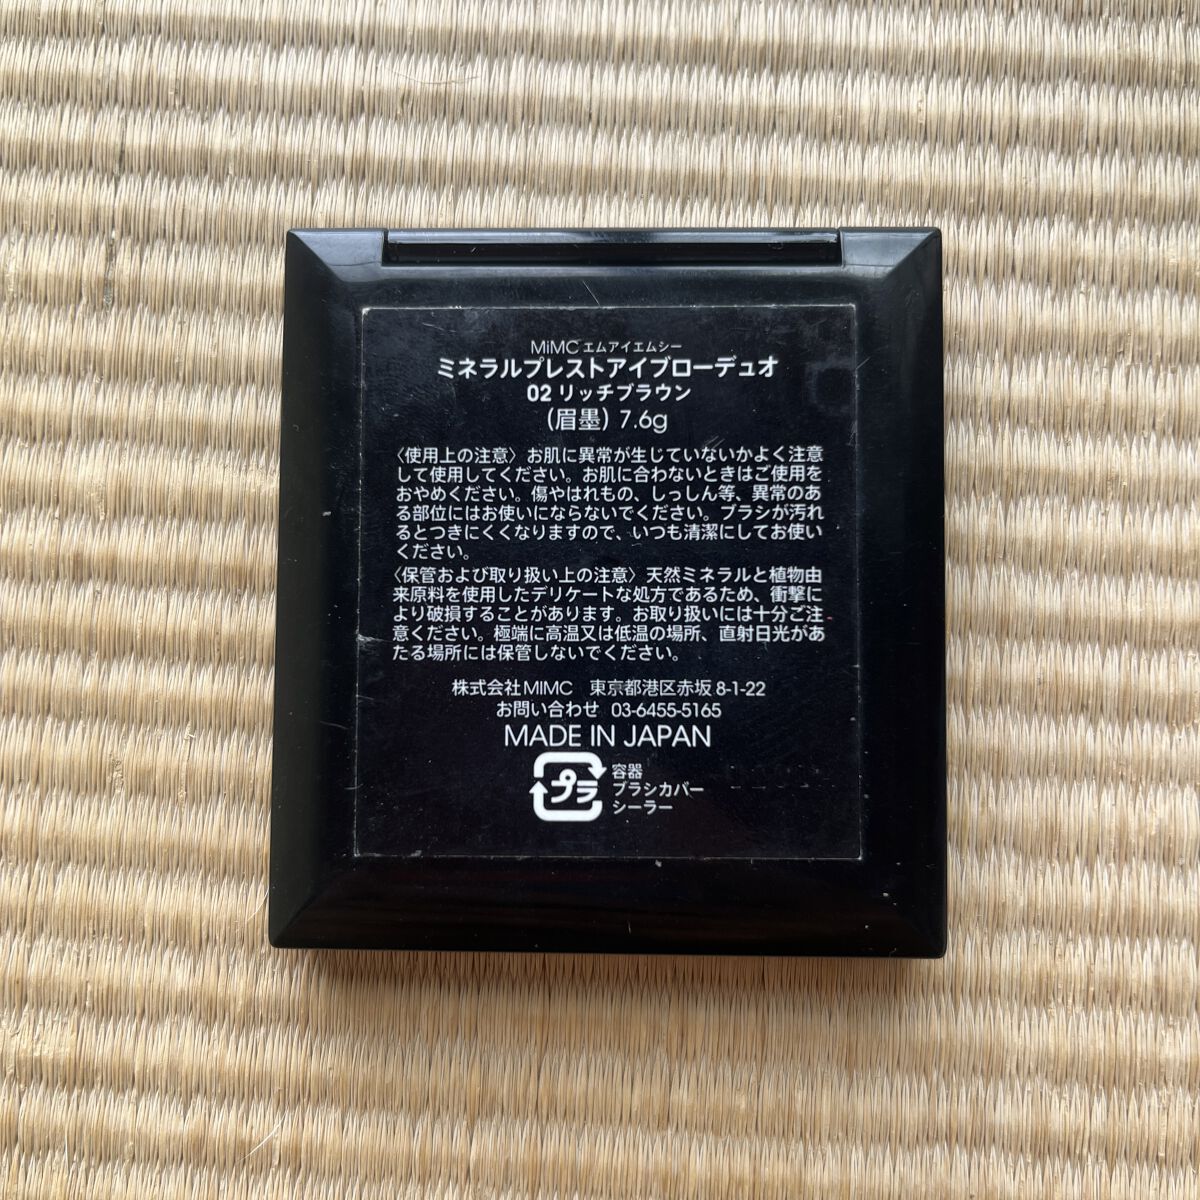 MiMC エムアイエムシー
ミネラルプレストアイブローデュオ
02 リッチブラウン
(眉墨) 7.6g
〈使用上の注意〉お肌に異常が生じていないかよく注意
して使用してください。お肌に合わないときはご使用を
おやめください。傷やはれもの、しっしん等、異常のあ
る部位にはお使いにならないでください。ブラシが汚れ
るとつきにくくなりますので、いつも清潔にしてお使い
ください。
〈保管および取り扱い上の注意〉天然ミネラルと植物由
来原料を使用したデリケートな処方であるため、衝撃に
より破損することがあります。お取り扱いには十分ご注
意ください。極端に高温又は低温の場所、直射日光があ
たる場所には保管しないでください。
株式会社MIMC 東京都港区赤坂 8-1-22
お問い合わせ 03-6455-5165
MADE IN JAPAN
プラ
容器
ブラシカバー
シーラー